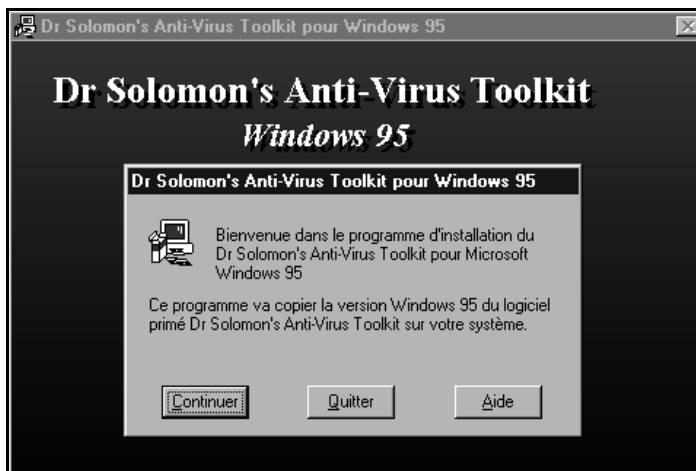 Dr Solomon's Anti-Virus Toolkit pour Windows 95
Dr Solomon's Anti-Virus Toolkit
Windows 95
Dr Solomon's Anti-Virus Toolkit pour Windows 95
Bienvenue dans le programme d'installation du
Dr Solomon's Anti-Virus Toolkit pour Microsoft
Windows 95
Ce programme va copier la version Windows 95 du logiciel
primé Dr Solomon's Anti-Virus Toolkit sur votre système.
Continuer Quitter Aide